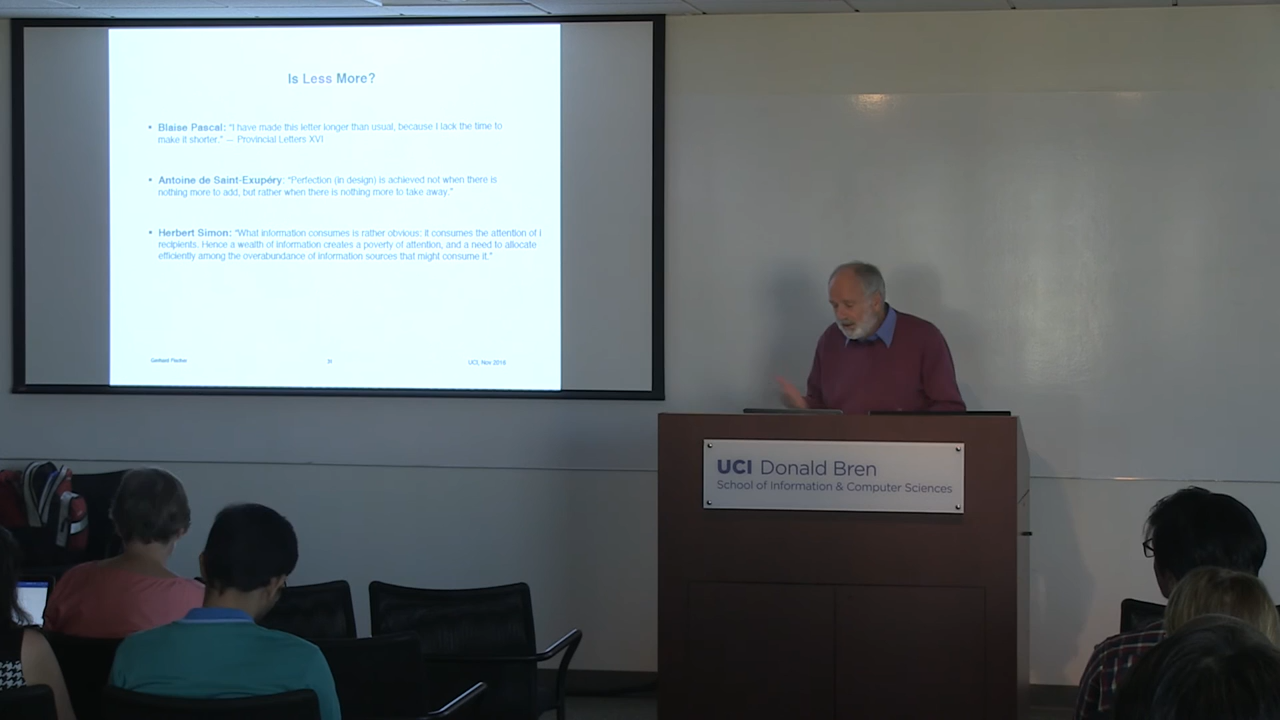 Is Less More?
• Blaise Pascal: "I have made this letter longer than usual, because I lack the time to
make it shorter." — Provincial Letters XVI
• Antoine de Saint-Exupéry: "Perfection (in design) is achieved not when there is
nothing more to add, but rather when there is nothing more to take away."
• Herbert Simon: "What information consumes is rather obvious: it consumes the attention of
recipients. Hence a wealth of information creates a poverty of attention, and a need to allocate
efficiently among the overabundance of information sources that might consume it."
Gerhard Fischer
UCI, Nov
UCI Donald Bren
School of Information & Computer Sciences